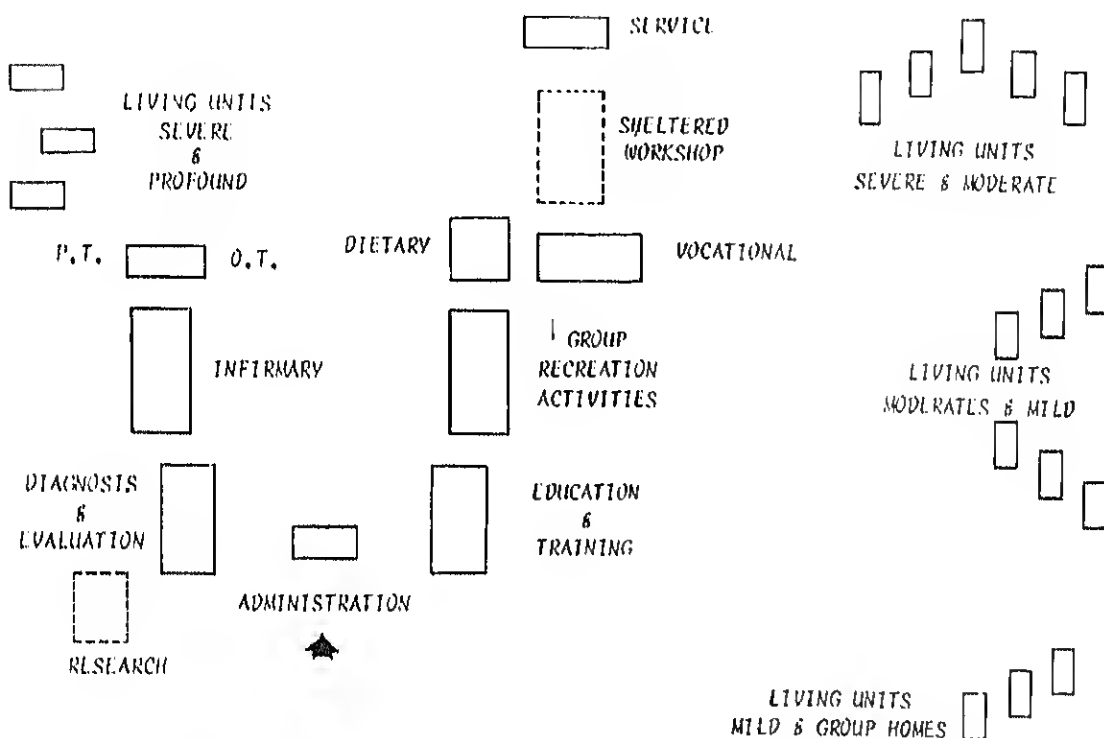 SERVICE
LIVING UNITS
SEVERE
&
PROFOUND
SHELTERED
WORKSHOP
LIVING UNITS
SEVERE & MODERATE
P.T.
O.T.
DIETARY
VOCATIONAL
INFIRMARY
GROUP
RECREATION
ACTIVITIES
LIVING UNITS
MODERATES & MILD
DIAGNOSIS
&
EVALUATION
EDUCATION
&
TRAINING
ADMINISTRATION
RESEARCH
LIVING UNITS
MILD & GROUP HOMES